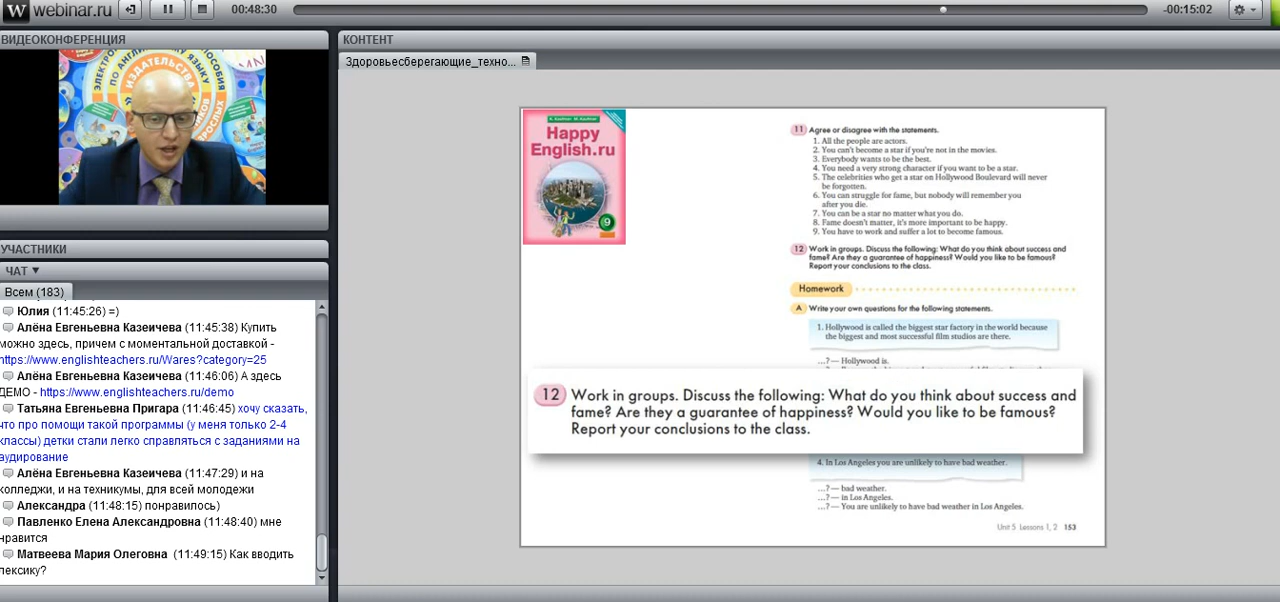 W webinar.ru
00:48:30
-00:15:02
ВИДЕОКОНФЕРЕНЦИЯ
ЭЛЕКТРО
ПО АНГЛИ
ЯЗЫКУ
ПОСОБИЯ
ИЗДАТЕЛЬСТВА
УЧАСТНИКИ
ЧАТ ▼
Всем (183)
Юлия (11:45:26) =)
Алёна Евгеньевна Казеичева (11:45:38) Купить
можно здесь, причем с моментальной доставкой -
https://www.englishteachers.ru/Wares?category=25
Алёна Евгеньевна Казеичева (11:46:06) А здесь
ДЕМО - https://www.englishteachers.ru/demo
Татьяна Евгеньевна Пригара (11:46:45) хочу сказать,
что про помощи такой программы (у меня только 2-4
классы) детки стали легко справляться с заданиями на
аудирование
Алёна Евгеньевна Казеичева (11:47:29) и на
колледжи, и на техникумы, для всей молодежи
Александра (11:48:15) понравилось)
Павленко Елена Александровна (11:48:40) мне
нравится
Матвеева Мария Олеговна (11:49:15) Как вводить
лексику?
КОНТЕНТ
Здоровьесберегающие_техно...
Happy
English.ru
9
11 Agree or disagree with the statements.
1. All the people are actors.
2. You can't become a star if you're not in the movies.
3. Everybody wants to be the best.
4. You need a very strong character if you want to be a star.
5. The celebrities who get a star on Hollywood Boulevard will never
be forgotten.
6. You can struggle for fame, but nobody will remember you
after you die.
7. You can be a star no matter what you do.
8. Fame doesn't matter, it's more important to be happy.
9. You have to work and suffer a lot to become famous.
12 Work in groups. Discuss the following: What do you think about success and
fame? Are they a guarantee of happiness? Would you like to be famous?
Report your conclusions to the class.
Homework
A Write your own questions for the following statements.
1. Hollywood is called the biggest star factory in the world because
the biggest and most successful film studios are there.
...? — Hollywood is.
12 Work in groups. Discuss the following: What do you think about success and
fame? Are they a guarantee of happiness? Would you like to be famous?
Report your conclusions to the class.
4. In Los Angeles you are unlikely to have bad weather.
...? — bad weather.
...? — in Los Angeles.
...? — You are unlikely to have bad weather in Los Angeles.
Unit 5 Lessons 1, 2 153